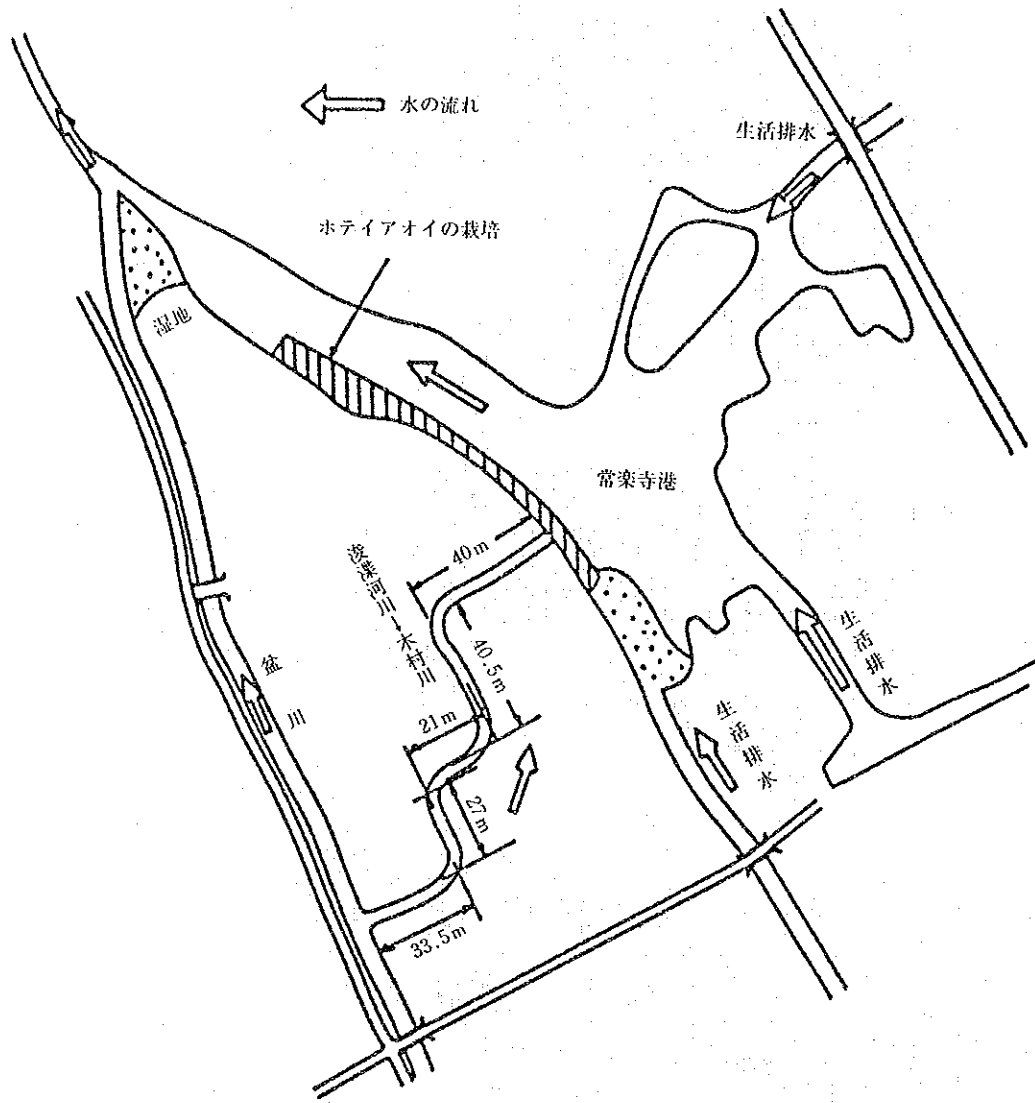 水の流れ
生活排水
ホテイアオイの栽培
湿地
常楽寺港
40m
浚渫河川ー木村川
40.5m
生活排水
盆川
21m
生活排水
27m
33.5m